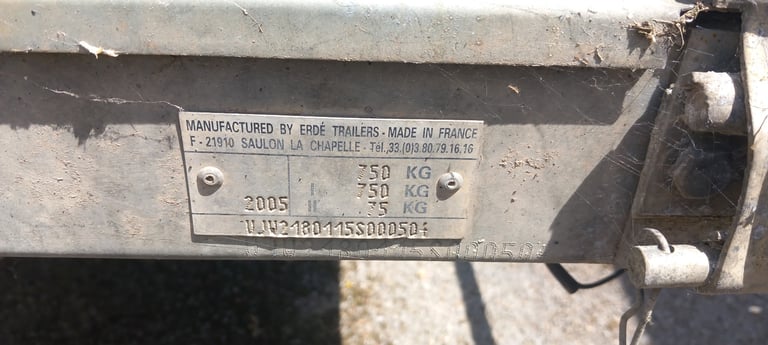 MANUFACTURED BY ERDÉ TRAILERS - MADE IN FRANCE
F - 21910 SAULON LA CHAPELLE - Tél.,33.(0)3.80.79.16.16
750 KG
I 750 KG
2005 II 75 KG